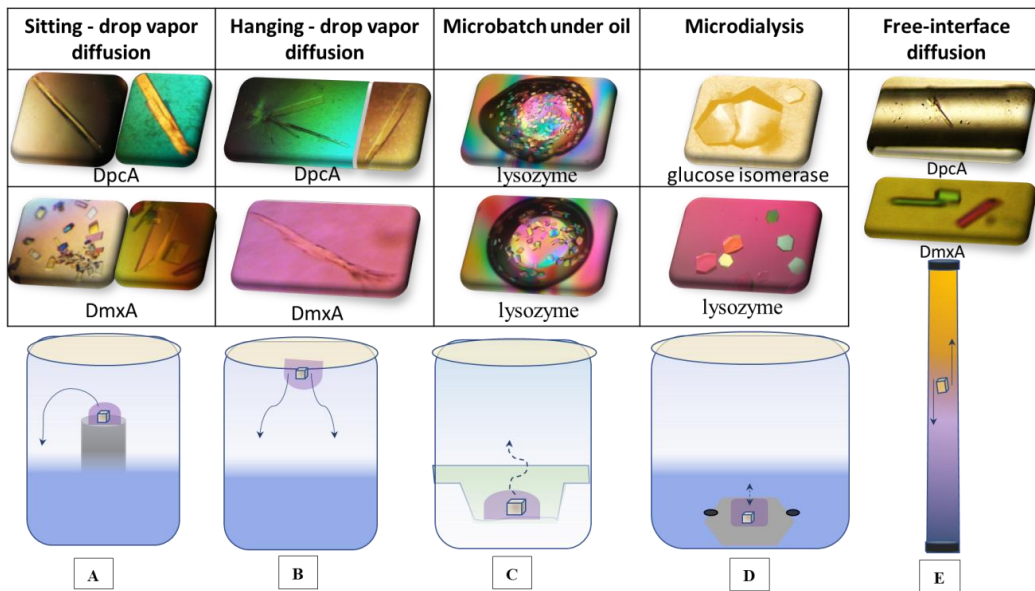 Sitting - drop vapor
diffusion
Hanging - drop vapor
diffusion
Microbatch under oil
Microdialysis
Free-interface
diffusion
DpcA
DpcA
lysozyme
glucose isomerase
DpcA
DmxA
DmxA
lysozyme
lysozyme
DmxA
A
B
C
D
E